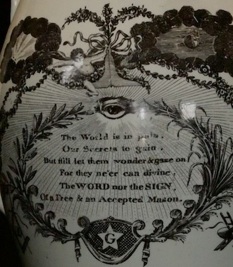 The World is in pain,
Our Secrets to gain.
But still let them wonder & gaze on
For they ne'er can divine
The WORD nor the SIGN,
Of a Free & an Accepted Mason.
G